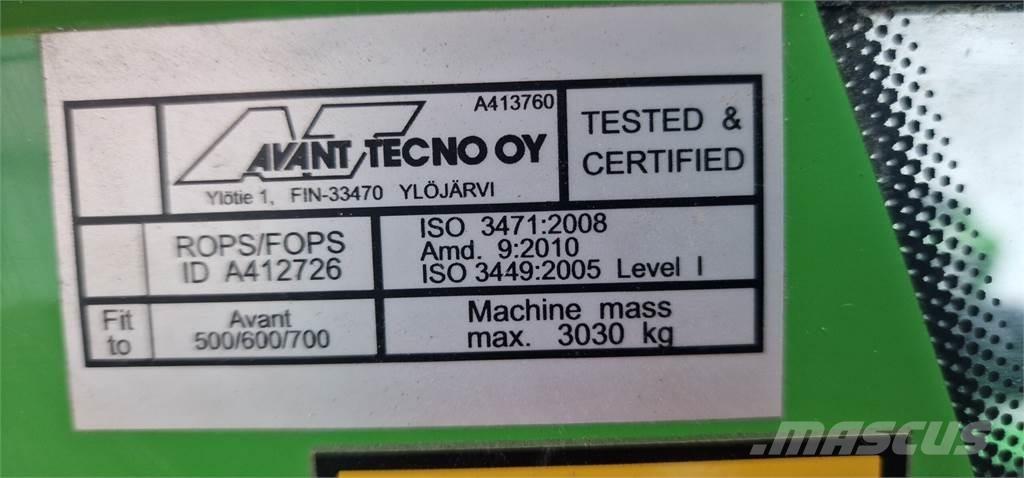 A413760
AVANT TECNO OY
Ylötie 1, FIN-33470 YLÖJÄRVI
TESTED &
CERTIFIED
ROPS/FOPS
ID A412726
ISO 3471:2008
Amd. 9:2010
ISO 3449:2005 Level I
Fit
to
Avant
500/600/700
Machine mass
max. 3030 kg
MASCUS